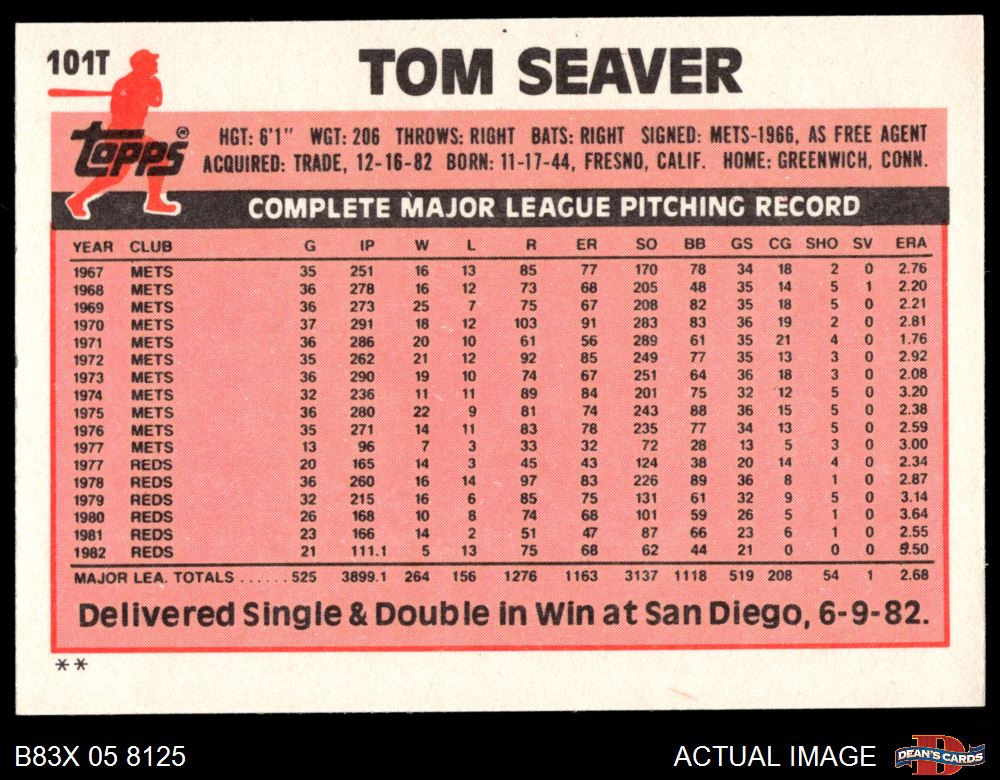 101T
TOM SEAVER
topps®
HGT: 6'1" WGT: 206 THROWS: RIGHT BATS: RIGHT SIGNED: METS-1966, AS FREE AGENT
ACQUIRED: TRADE, 12-16-82 BORN: 11-17-44, FRESNO, CALIF. HOME: GREENWICH, CONN.
COMPLETE MAJOR LEAGUE PITCHING RECORD
YEAR CLUB G IP W L R ER SO BB GS CG SHO SV ERA
1967 METS 35 251 16 13 85 77 170 78 34 18 2 0 2.76
1968 METS 36 278 16 12 73 68 205 48 35 14 5 1 2.20
1969 METS 36 273 25 7 75 67 208 82 35 18 5 0 2.21
1970 METS 37 291 18 12 103 91 283 83 36 19 2 0 2.81
1971 METS 36 286 20 10 61 56 289 61 35 21 4 0 1.76
1972 METS 35 262 21 12 92 85 249 77 35 13 3 0 2.92
1973 METS 36 290 19 10 74 67 251 64 36 18 3 0 2.08
1974 METS 32 236 11 11 89 84 201 75 32 12 5 0 3.20
1975 METS 36 280 22 9 81 74 243 88 36 15 5 0 2.38
1976 METS 35 271 14 11 83 78 235 77 34 13 5 0 2.59
1977 METS 13 96 7 3 33 32 72 28 13 5 3 0 3.00
1977 REDS 20 165 14 3 45 43 124 38 20 14 4 0 2.34
1978 REDS 36 260 16 14 97 83 226 89 36 8 1 0 2.87
1979 REDS 32 215 16 6 85 75 131 61 32 9 5 0 3.14
1980 REDS 26 168 10 8 74 68 101 59 26 5 1 0 3.64
1981 REDS 23 166 14 2 51 47 87 66 23 6 1 0 2.55
1982 REDS 21 111.1 5 13 75 68 62 44 21 0 0 0 5.50
MAJOR LEA. TOTALS ...... 525 3899.1 264 156 1276 1163 3137 1118 519 208 54 1 2.68
Delivered Single & Double in Win at San Diego, 6-9-82.
**
B83X 05 8125 ACTUAL IMAGE DEAN'S CARDS